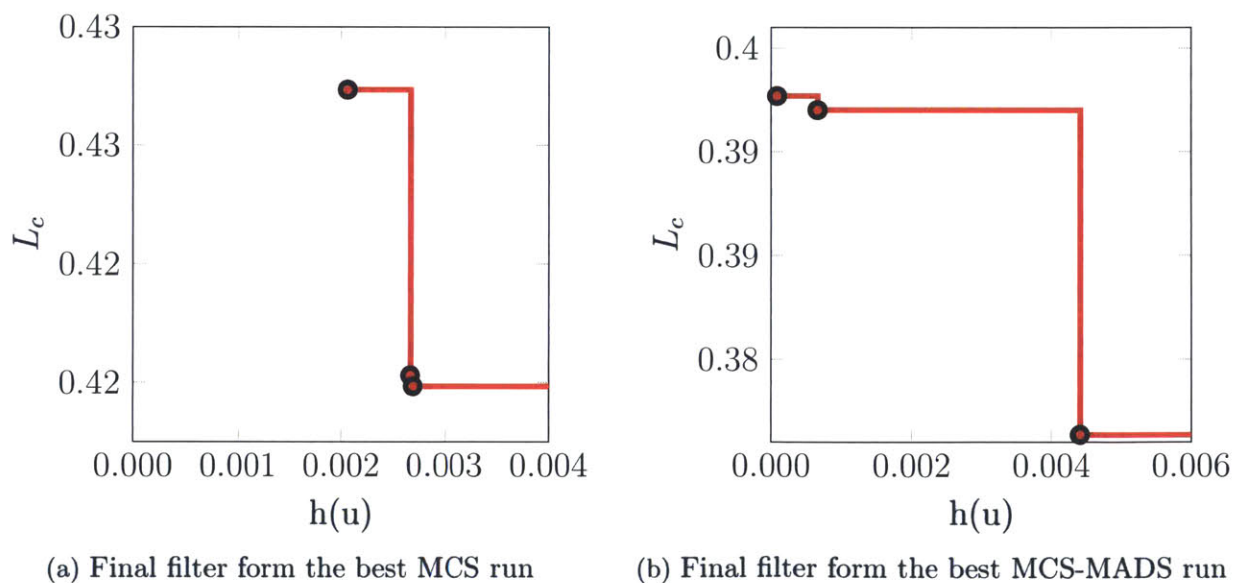 0.43
0.43
0.42
0.42
L_c
0.000 0.001 0.002 0.003 0.004
h(u)
(a) Final filter form the best MCS run
0.4
0.39
0.39
0.38
L_c
0.000 0.002 0.004 0.006
h(u)
(b) Final filter form the best MCS-MADS run